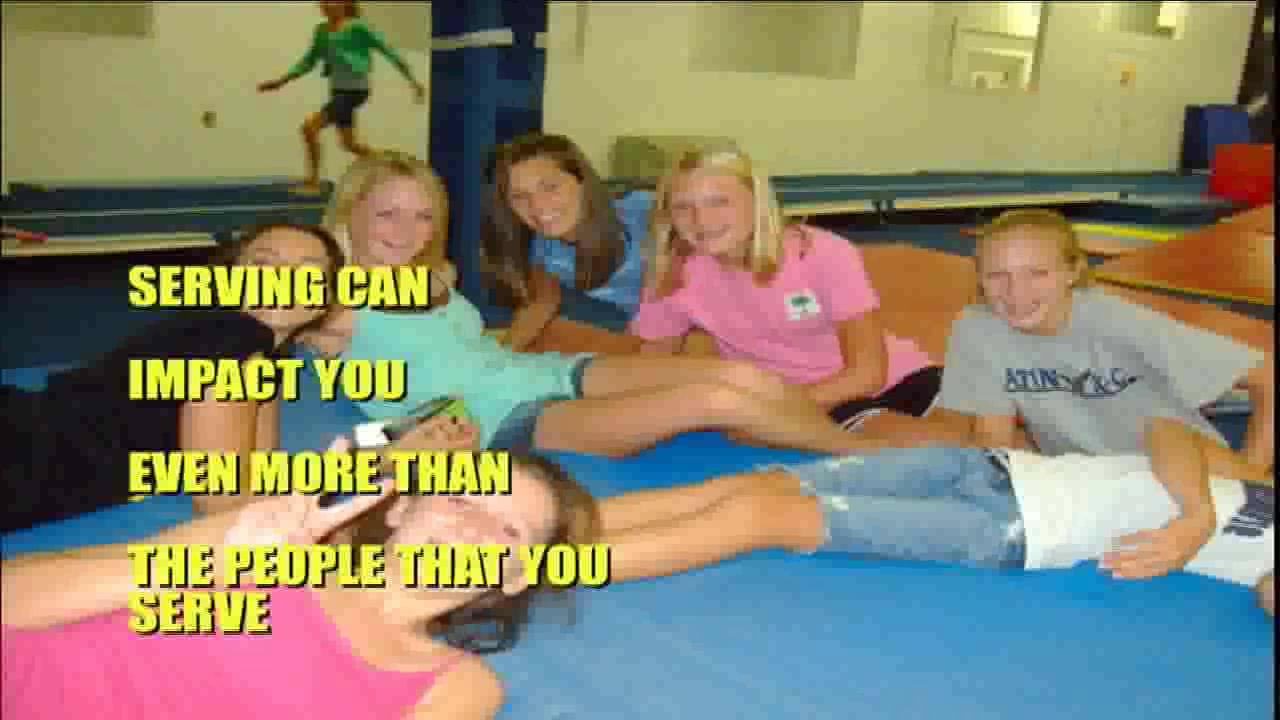 SERVING CAN
IMPACT YOU
EVEN MORE THAN
THE PEOPLE THAT YOU
SERVE